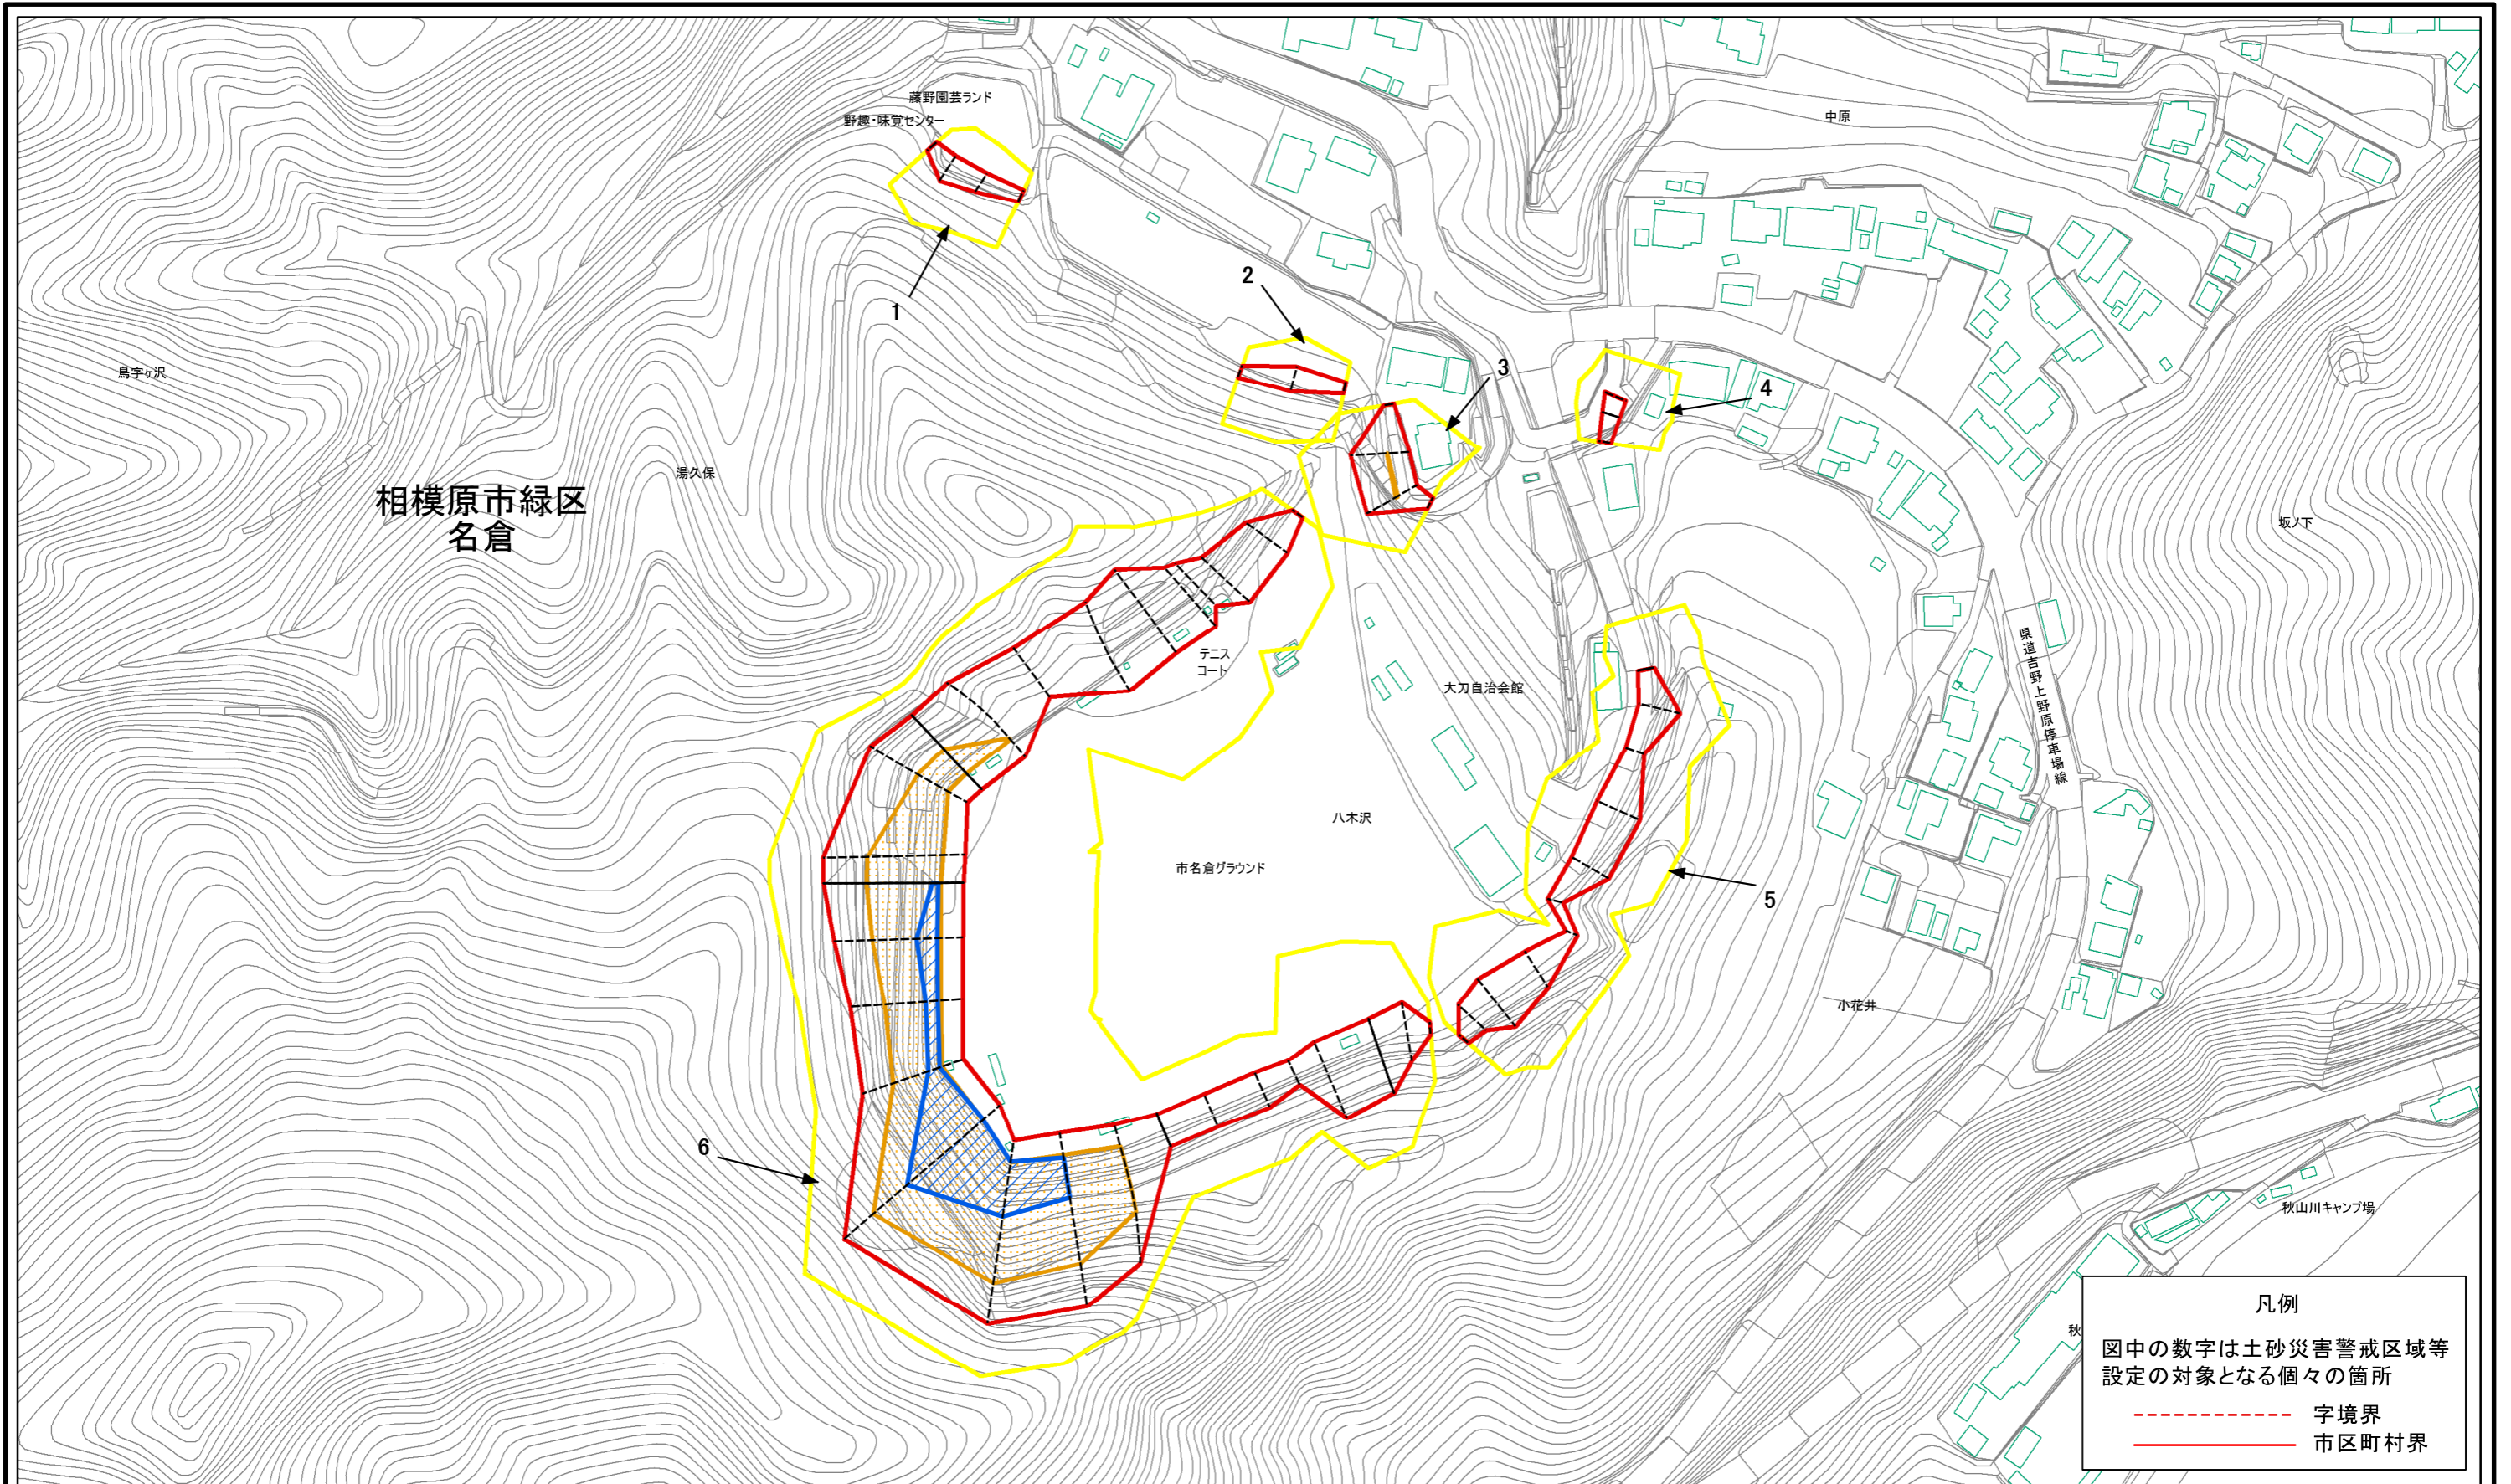 藤野園芸ランド
野趣・味覚センター
中原
1
2
3
4
烏字ヶ沢
湯久保
相模原市緑区
名倉
坂ノ下
県道吉野上野原停車場線
テニス
コート
大刀自治会館
八木沢
市名倉グラウンド
5
小花井
6
秋山川キャンプ場
秋
凡例
図中の数字は土砂災害警戒区域等
設定の対象となる個々の箇所
字境界
市区町村界